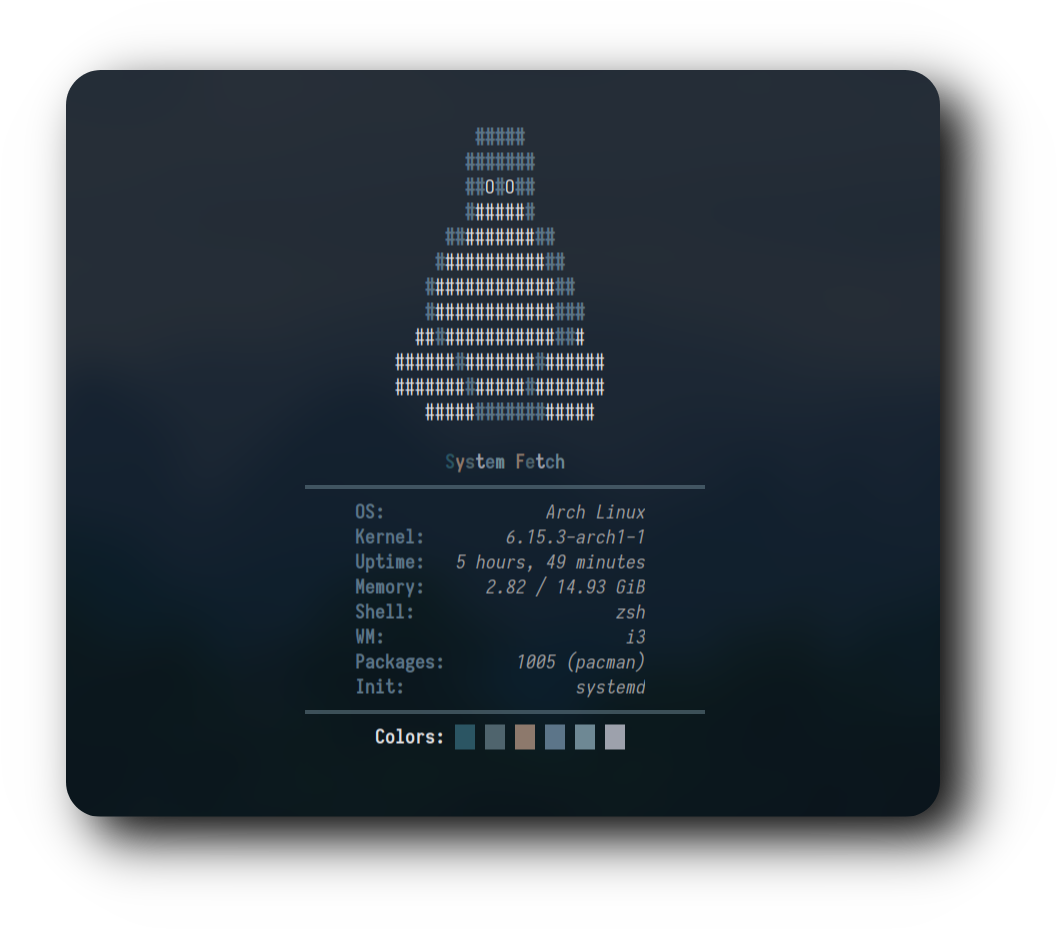 #####
#######
##O#O##
#######
###########
#############
###############
################
#################
#####################
#####################
#################
System Fetch
OS: Arch Linux
Kernel: 6.15.3-arch1-1
Uptime: 5 hours, 49 minutes
Memory: 2.82 / 14.93 GiB
Shell: zsh
WM: i3
Packages: 1005 (pacman)
Init: systemd
Colors: